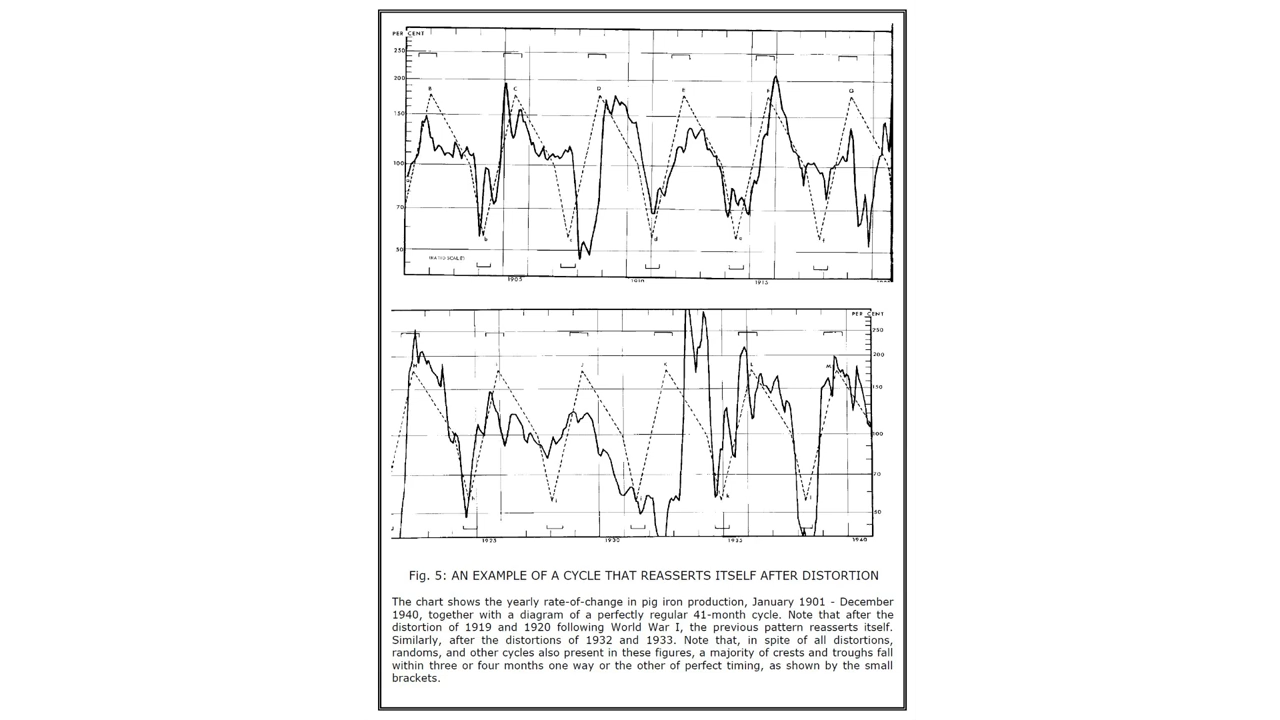 PER CENT
250
200
150
100
70
50
B
C
D
E
F
G
b
c
d
e
f
(RATIO SCALE)
1905
1910
1915
PER CENT
250
200
150
100
70
50
H
I
J
K
L
M
h
i
k
l
1925
1930
1935
1940
Fig. 5: AN EXAMPLE OF A CYCLE THAT REASSERTS ITSELF AFTER DISTORTION
The chart shows the yearly rate-of-change in pig iron production, January 1901 - December
1940, together with a diagram of a perfectly regular 41-month cycle. Note that after the
distortion of 1919 and 1920 following World War I, the previous pattern reasserts itself.
Similarly, after the distortions of 1932 and 1933. Note that, in spite of all distortions,
randoms, and other cycles also present in these figures, a majority of crests and troughs fall
within three or four months one way or the other of perfect timing, as shown by the small
brackets.